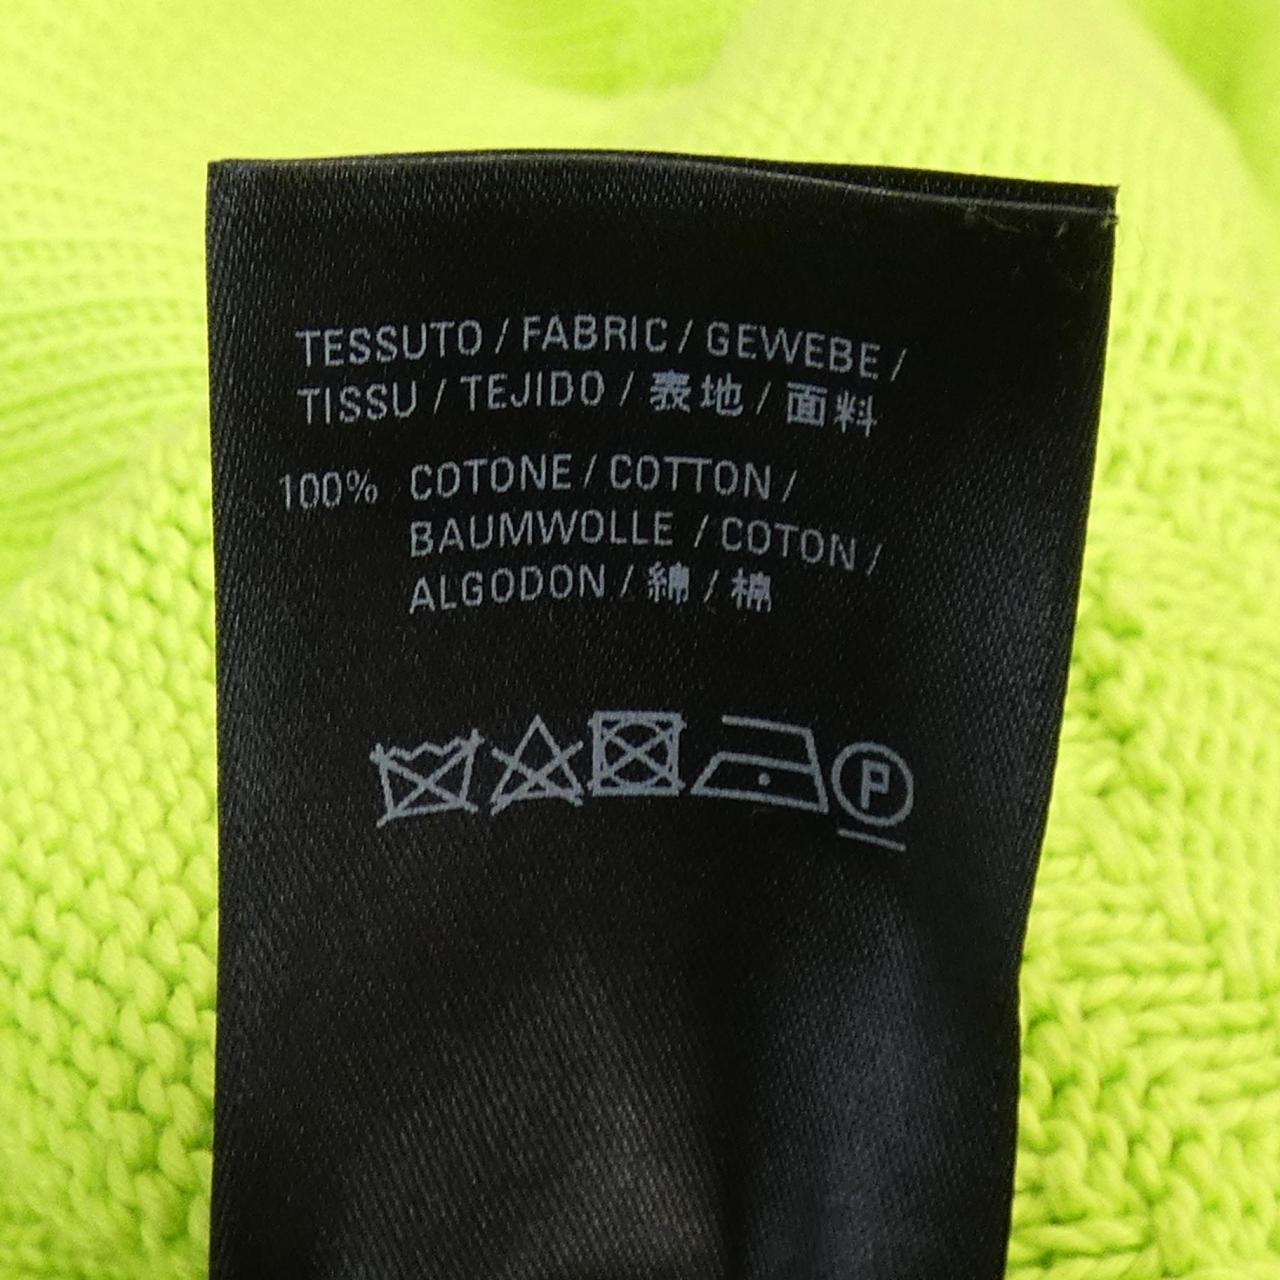 TESSUTO / FABRIC / GEWEBE /
TISSU / TEJIDO / 表地 / 面料
100% COTONE / COTTON /
BAUMWOLLE / COTON /
ALGODON / 綿 / 棉
P